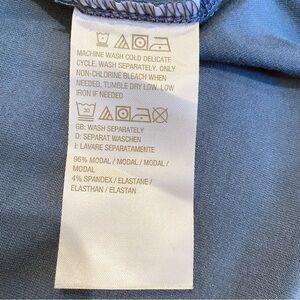 MACHINE WASH COLD DELICATE
CYCLE. WASH SEPARATELY. ONLY
NON-CHLORINE BLEACH WHEN
NEEDED, TUMBLE DRY LOW. LOW
IRON IF NEEDED
30
GB: WASH SEPARATELY
D: SEPARAT WASCHEN
I: LAVARE SEPARATAMENTE
96% MODAL / MODAL / MODAL /
MODAL
4% SPANDEX / ELASTANE /
ELASTHAN / ELASTAN